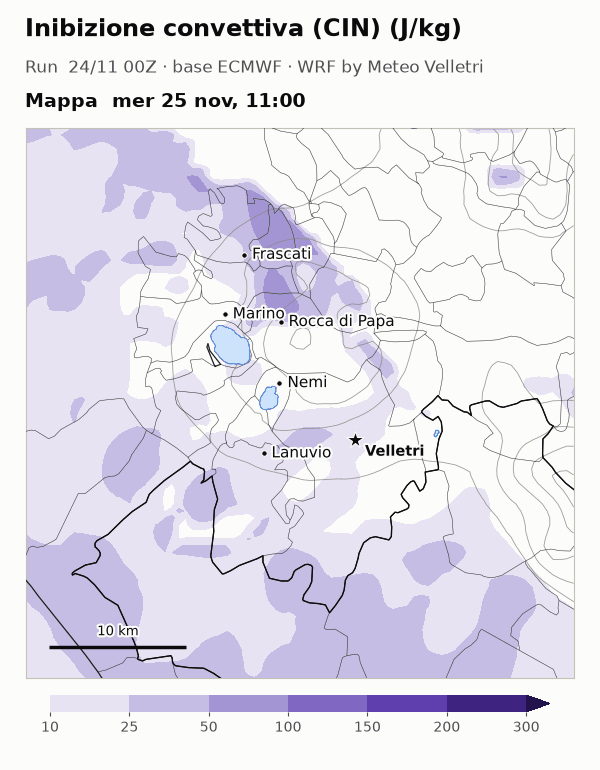 Inibizione convettiva (CIN) (J/kg)
Run  24/11 00Z · base ECMWF · WRF by Meteo Velletri
Mappa  mer 25 nov, 11:00
Frascati
Marino
Rocca di Papa
Nemi
Velletri
Lanuvio
10 km
10 25 50 100 150 200 300